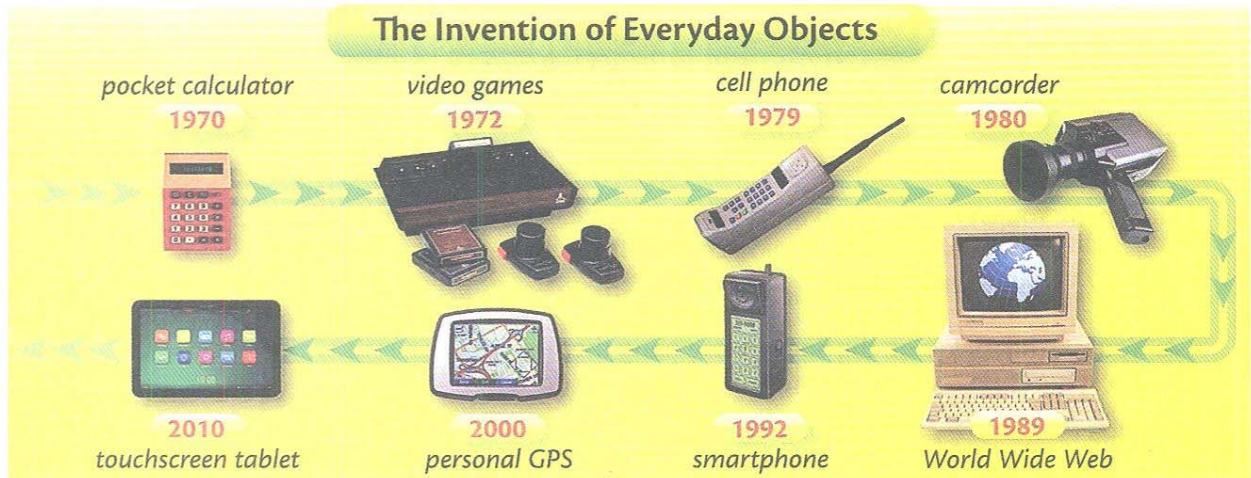 The Invention of Everyday Objects
pocket calculator
1970
video games
1972
cell phone
1979
camcorder
1980
1989
World Wide Web
1992
smartphone
2000
personal GPS
2010
touchscreen tablet